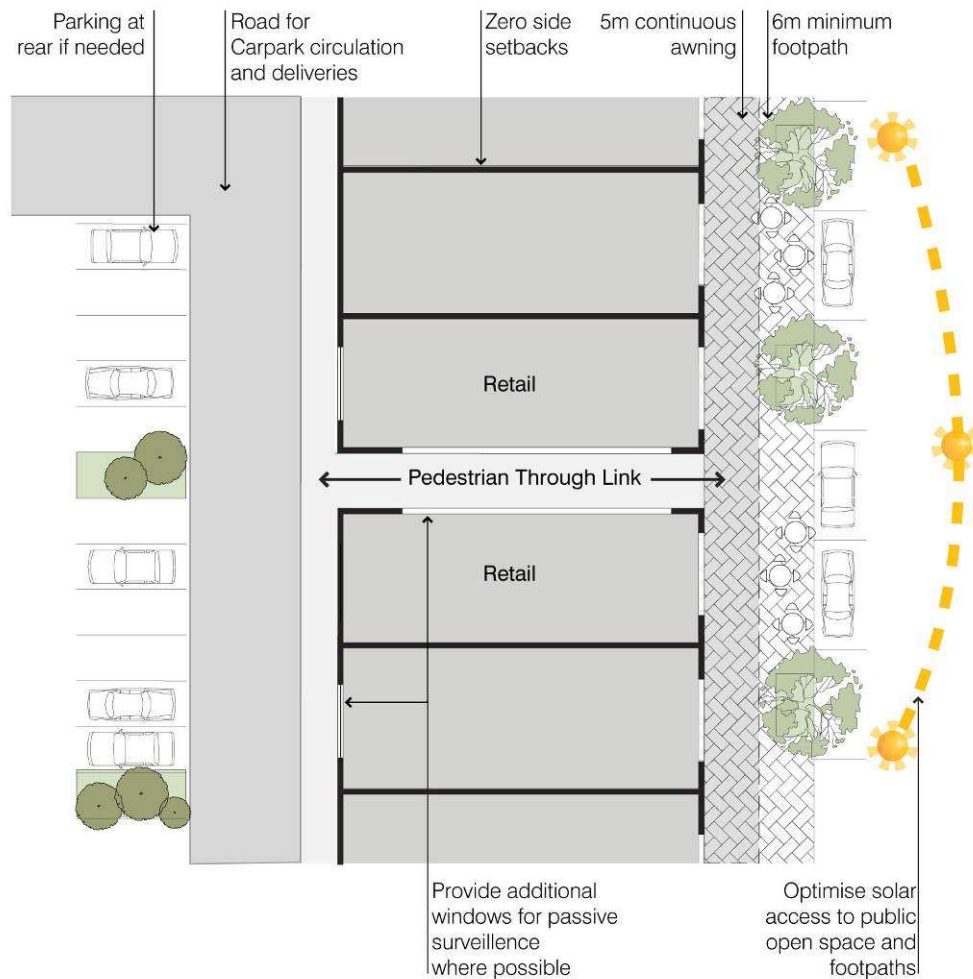 Parking at
rear if needed
Road for
Carpark circulation
and deliveries
Zero side
setbacks
5m continuous
awning
6m minimum
footpath
Retail
Pedestrian Through Link
Retail
Provide additional
windows for passive
surveillence
where possible
Optimise solar
access to public
open space and
footpaths